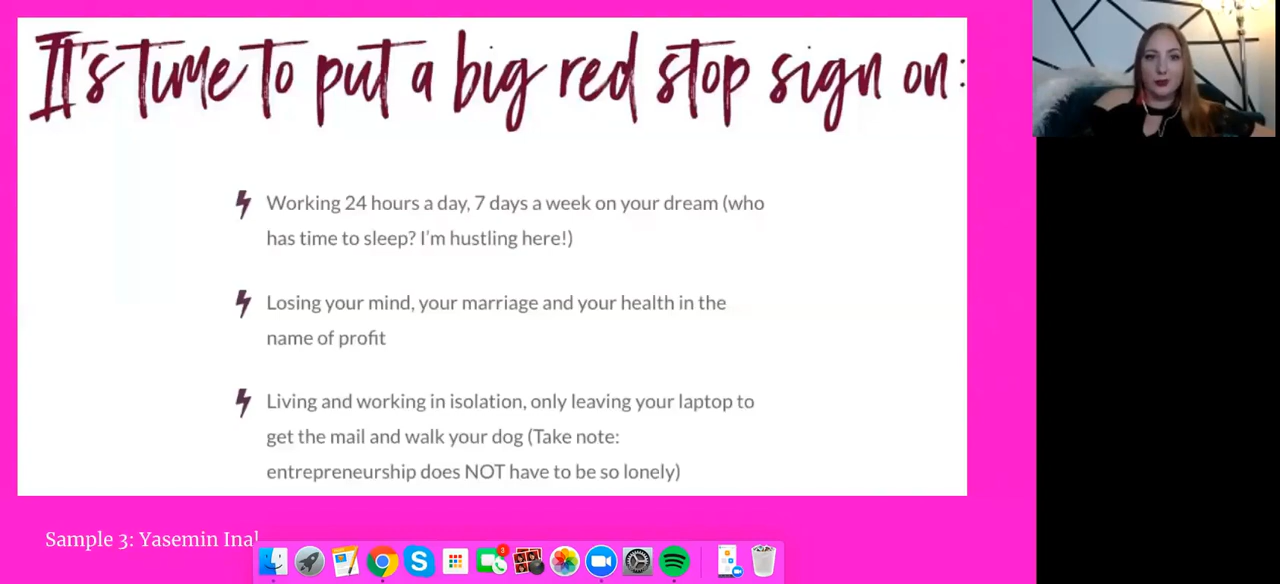 It's time to put a big red stop sign on:
Working 24 hours a day, 7 days a week on your dream (who
has time to sleep? I'm hustling here!)
Losing your mind, your marriage and your health in the
name of profit
Living and working in isolation, only leaving your laptop to
get the mail and walk your dog (Take note:
entrepreneurship does NOT have to be so lonely)
Sample 3: Yasemin Inal
3